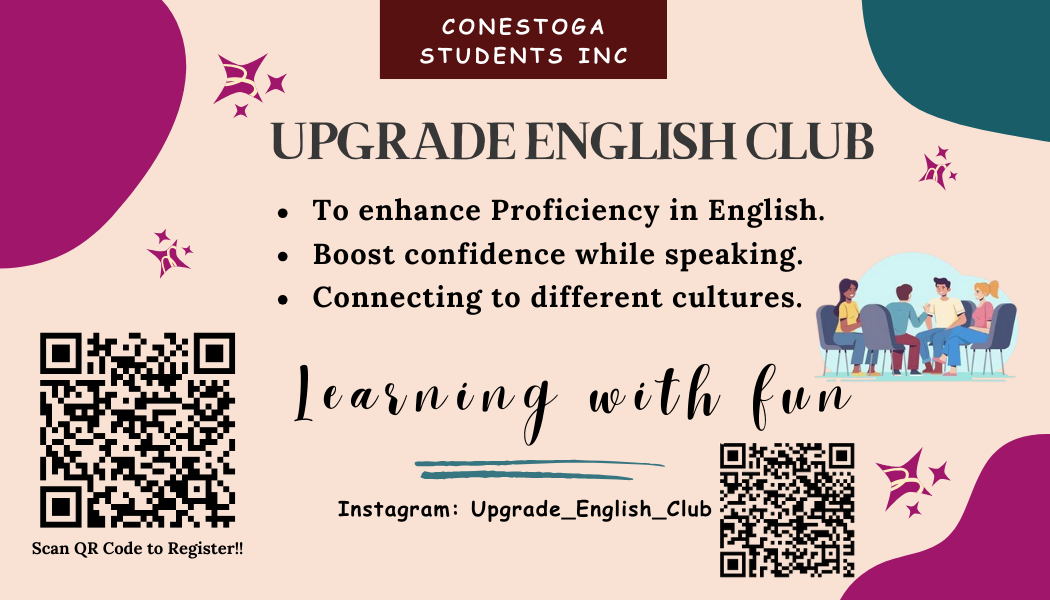 CONESTOGA
STUDENTS INC
UPGRADE ENGLISH CLUB
• To enhance Proficiency in English.
• Boost confidence while speaking.
• Connecting to different cultures.
Learning with fun
Instagram: Upgrade_English_Club
Scan QR Code to Register!!